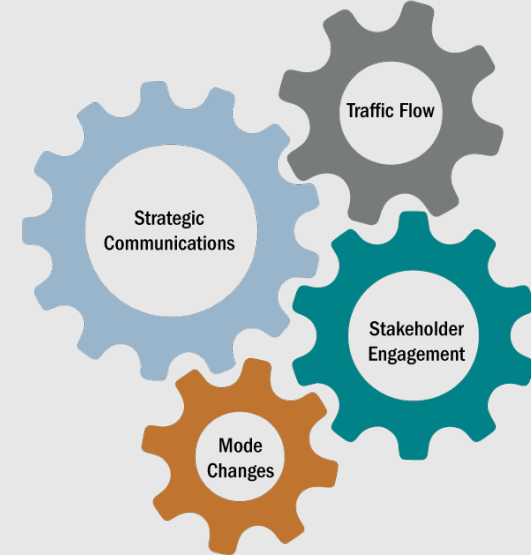 Traffic Flow
Strategic
Communications
Stakeholder
Engagement
Mode
Changes